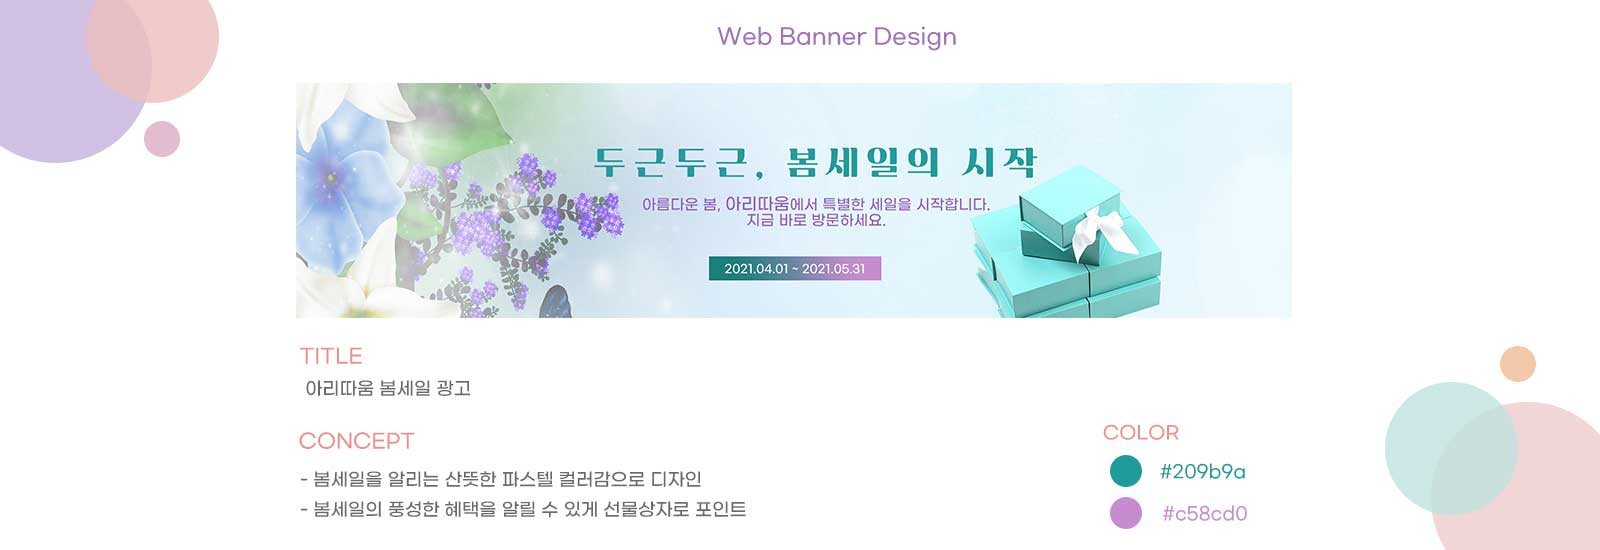 Web Banner Design
두근두근, 봄세일의 시작
아름다운 봄, 아리따움에서 특별한 세일을 시작합니다.
지금 바로 방문하세요.
2021.04.01 ~ 2021.05.31
TITLE
아리따움 봄세일 광고
CONCEPT
- 봄세일을 알리는 산뜻한 파스텔 컬러감으로 디자인
- 봄세일의 풍성한 혜택을 알릴 수 있게 선물상자로 포인트
COLOR
#209b9a
#c58cd0